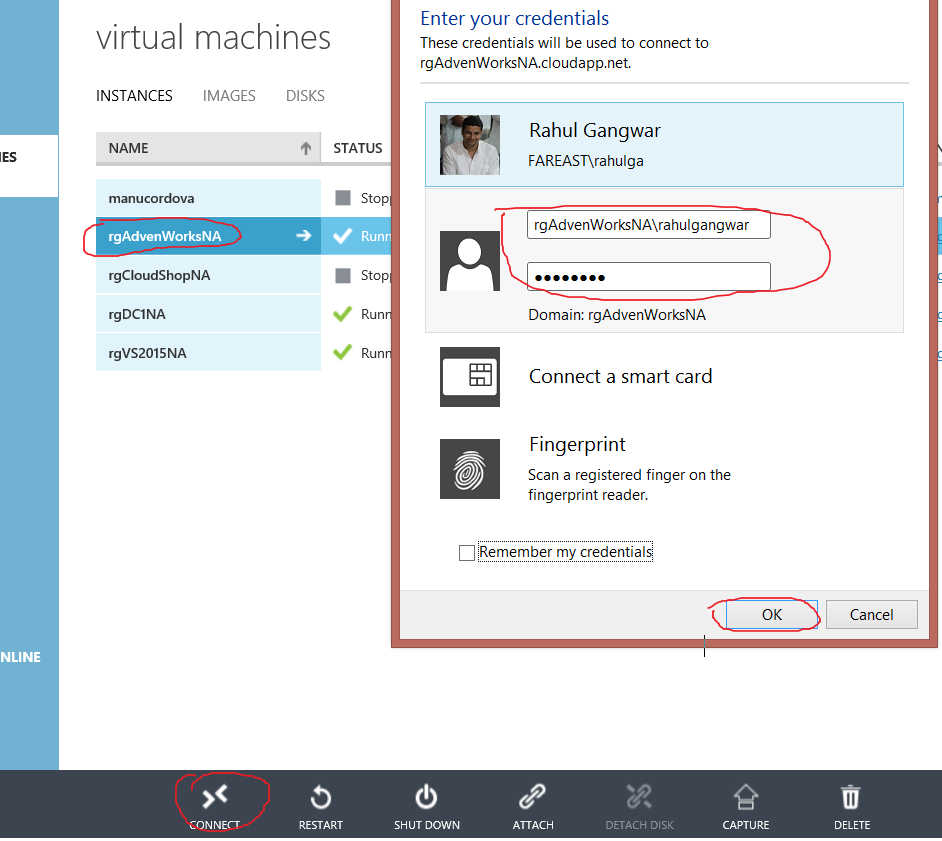 virtual machines
INSTANCES IMAGES DISKS
NAME STATUS
manucordova Stopp
rgAdvenWorksNA Runn
rgCloudShopNA Stopp
rgDC1NA Runn
rgVS2015NA Runn
ES
NLINE
Enter your credentials
These credentials will be used to connect to
rgAdvenWorksNA.cloudapp.net.
Rahul Gangwar
FAREAST\rahulga
rgAdvenWorksNA\rahulgangwar
●●●●●●●●
Domain: rgAdvenWorksNA
Connect a smart card
Fingerprint
Scan a registered finger on the
fingerprint reader.
Remember my credentials
OK Cancel
CONNECT RESTART SHUT DOWN ATTACH DETACH DISK CAPTURE DELETE